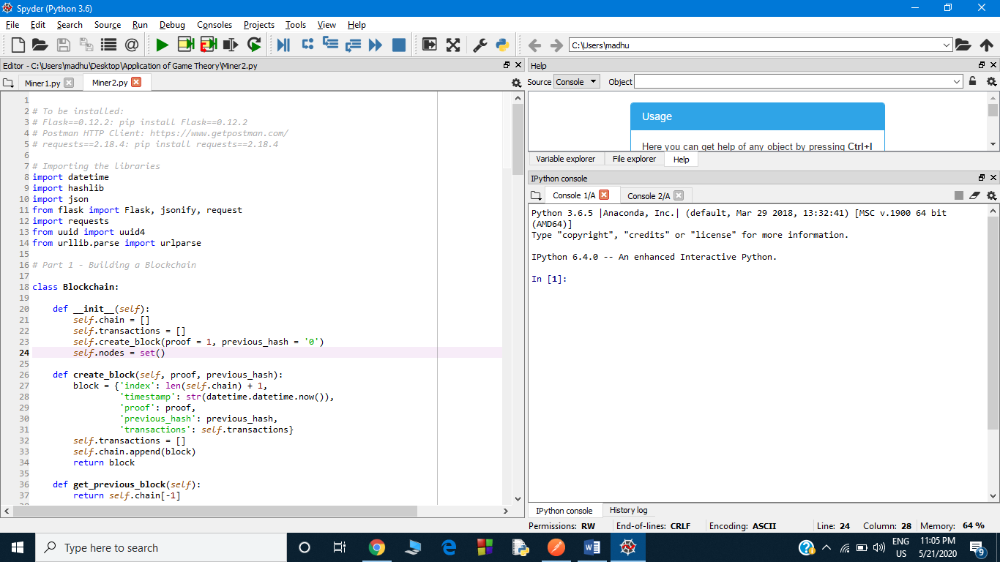 Spyder (Python 3.6)
File Edit Search Source Run Debug Consoles Projects Tools View Help
C:\Users\madhu
Editor - C:\Users\madhu\Desktop\Application of Game Theory\Miner2.py
Miner1.py Miner2.py
1
2 # To be installed:
3 # Flask==0.12.2: pip install Flask==0.12.2
4 # Postman HTTP Client: https://www.getpostman.com/
5 # requests==2.18.4: pip install requests==2.18.4
6
7 # Importing the libraries
8 import datetime
9 import hashlib
10 import json
11 from flask import Flask, jsonify, request
12 import requests
13 from uuid import uuid4
14 from urllib.parse import urlparse
15
16 # Part 1 - Building a Blockchain
17
18 class Blockchain:
19
20     def __init__(self):
21         self.chain = []
22         self.transactions = []
23         self.create_block(proof = 1, previous_hash = '0')
24         self.nodes = set()
25
26     def create_block(self, proof, previous_hash):
27         block = {'index': len(self.chain) + 1,
28                  'timestamp': str(datetime.datetime.now()),
29                  'proof': proof,
30                  'previous_hash': previous_hash,
31                  'transactions': self.transactions}
32         self.transactions = []
33         self.chain.append(block)
34         return block
35
36     def get_previous_block(self):
37         return self.chain[-1]
Help
Source Console Object
Usage
Here you can get help of any object by pressing Ctrl+I
Variable explorer File explorer Help
IPython console
Console 1/A Console 2/A
Python 3.6.5 |Anaconda, Inc.| (default, Mar 29 2018, 13:32:41) [MSC v.1900 64 bit
(AMD64)]
Type "copyright", "credits" or "license" for more information.
IPython 6.4.0 -- An enhanced Interactive Python.
In [1]:
IPython console History log
Permissions: RW End-of-lines: CRLF Encoding: ASCII Line: 24 Column: 28 Memory: 64 %
Type here to search
ENG
US
11:05 PM
5/21/2020
9